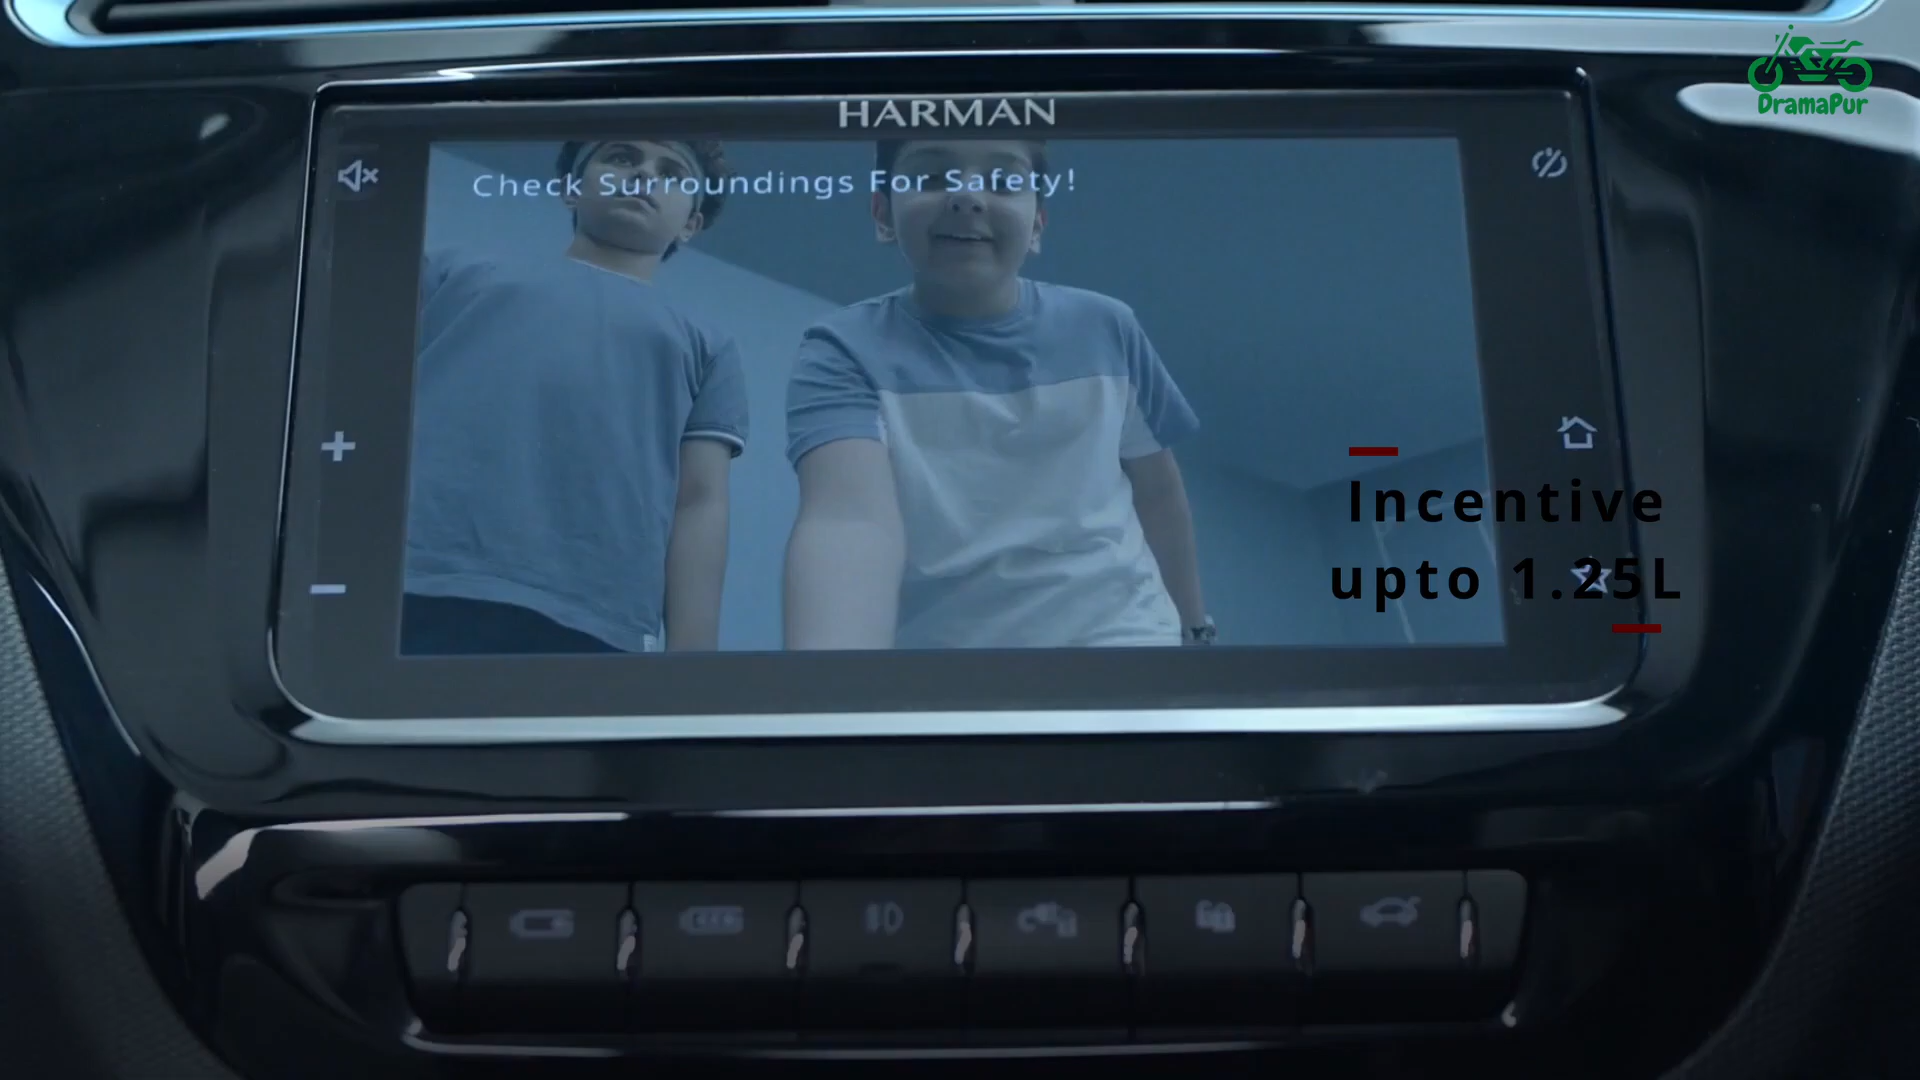 HARMAN
DramaPur
Check Surroundings For Safety!
Incentive
upto 1.25L